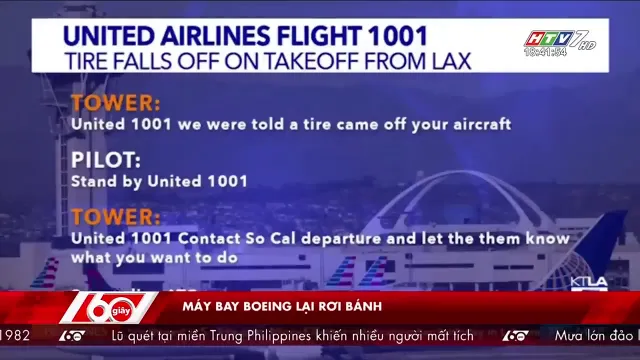 UNITED AIRLINES FLIGHT 1001
TIRE FALLS OFF ON TAKEOFF FROM LAX
HTV7 HD
18:41:54
TOWER:
United 1001 we were told a tire came off your aircraft
PILOT:
Stand by United 1001
TOWER:
United 1001 Contact So Cal departure and let the them know
what you want to do
KTLA
60 giây
MÁY BAY BOEING LẠI RƠI BÁNH
1982 60 Lũ quét tại miền Trung Philippines khiến nhiều người mất tích 60 Mưa lớn đảo